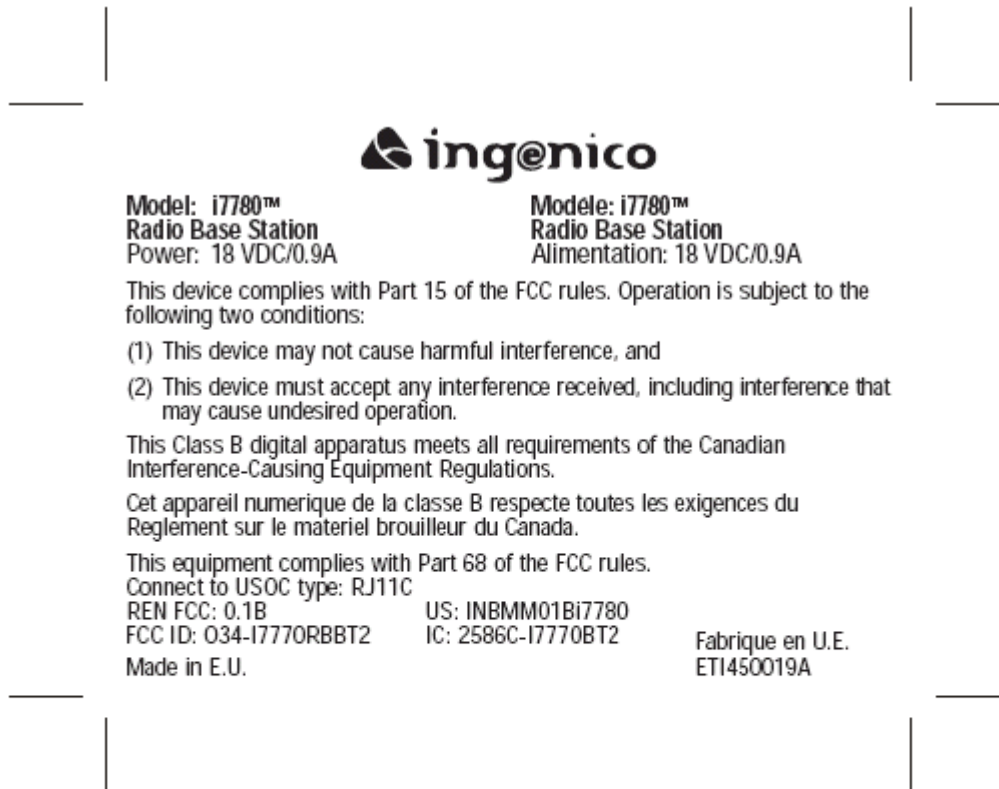 ingenico
Model: i7780™
Radio Base Station
Power: 18 VDC/0.9A
Modèle: i7780™
Radio Base Station
Alimentation: 18 VDC/0.9A
This device complies with Part 15 of the FCC rules. Operation is subject to the
following two conditions:
(1) This device may not cause harmful interference, and
(2) This device must accept any interference received, including interference that
may cause undesired operation.
This Class B digital apparatus meets all requirements of the Canadian
Interference-Causing Equipment Regulations.
Cet appareil numerique de la classe B respecte toutes les exigences du
Reglement sur le materiel brouilleur du Canada.
This equipment complies with Part 68 of the FCC rules.
Connect to USOC type: RJ11C
REN FCC: 0.1B US: INBMM01Bi7780
FCC ID: O34-I7770RBBT2 IC: 2586C-I7770BT2
Made in E.U.
Fabrique en U.E.
ETI450019A